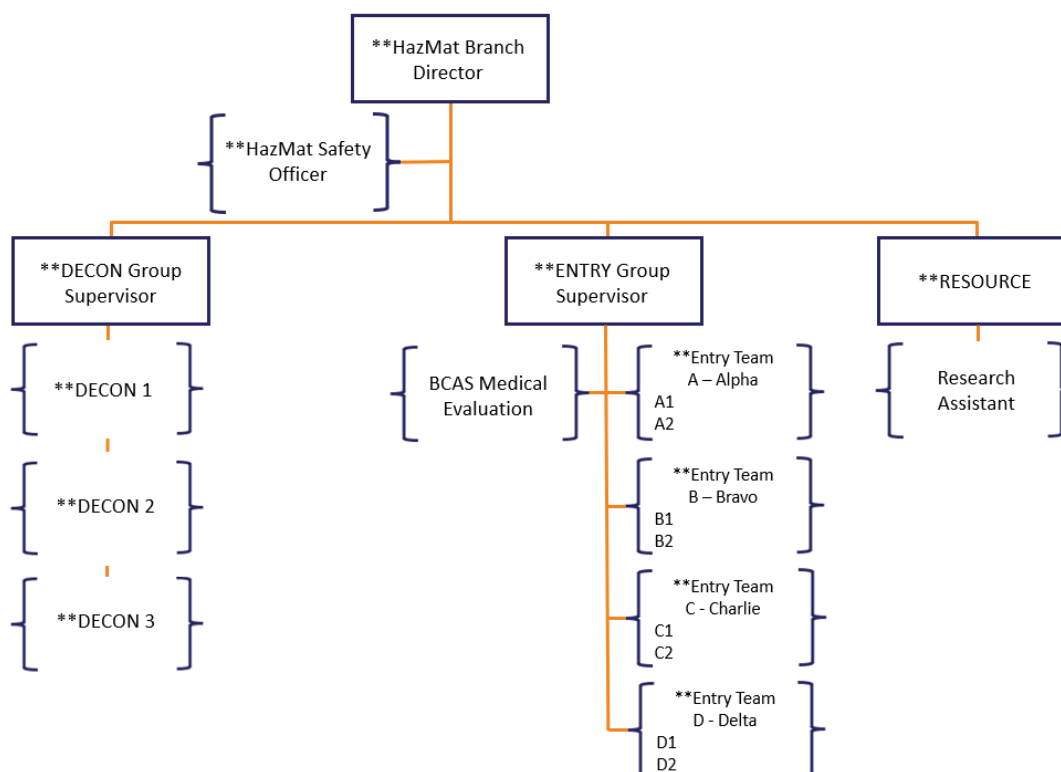 **HazMat Branch
Director
**HazMat Safety
Officer
**DECON Group
Supervisor
**ENTRY Group
Supervisor
**RESOURCE
**DECON 1
**DECON 2
**DECON 3
BCAS Medical
Evaluation
**Entry Team
A – Alpha
A1
A2
**Entry Team
B – Bravo
B1
B2
**Entry Team
C - Charlie
C1
C2
**Entry Team
D - Delta
D1
D2
Research
Assistant